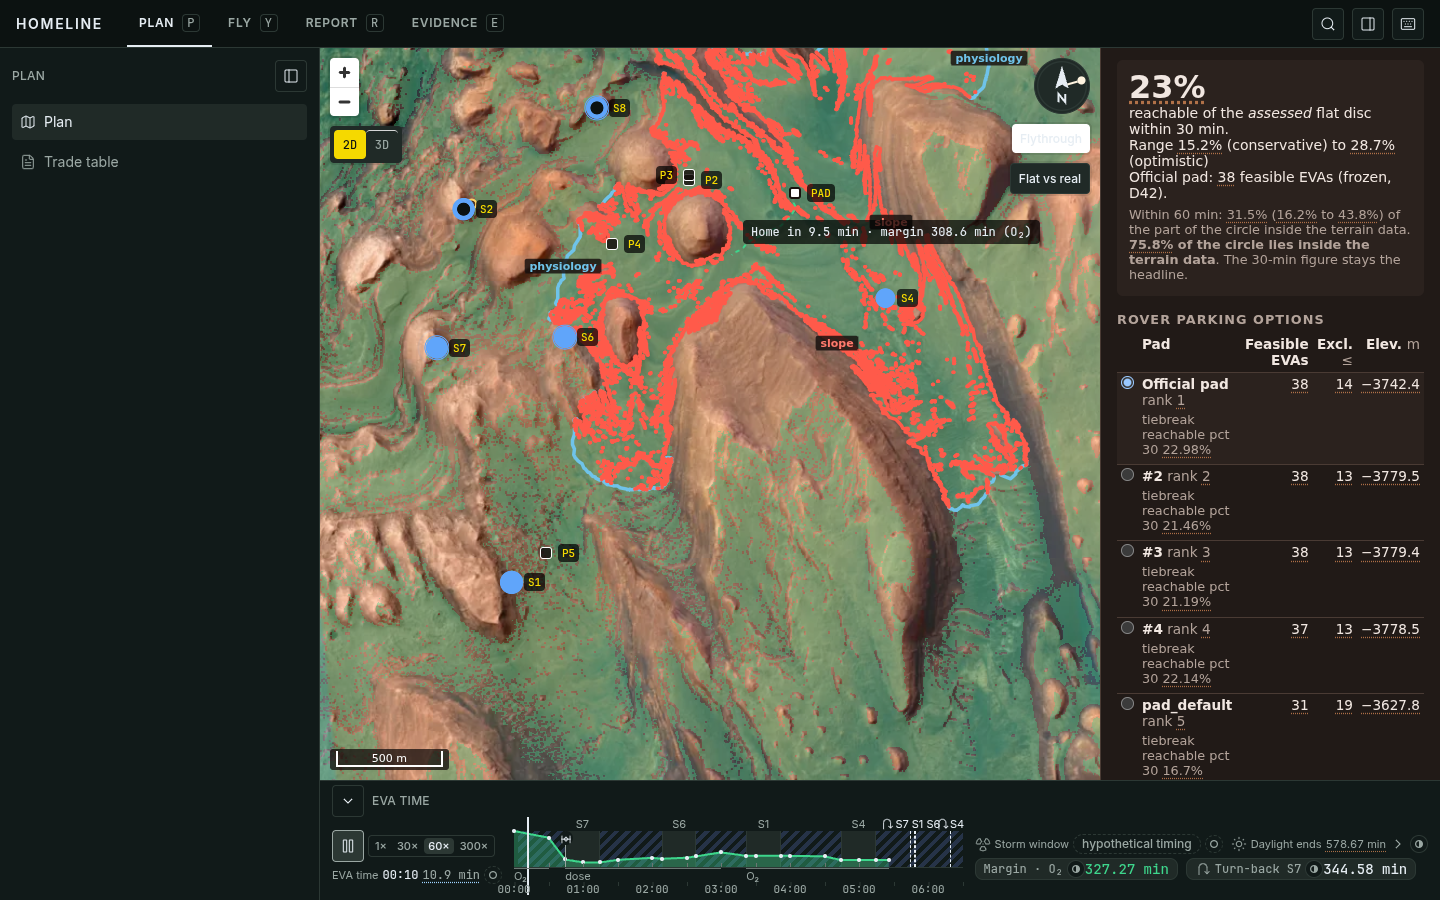 HOMELINE
PLAN P
FLY Y
REPORT R
EVIDENCE E
PLAN
Plan
Trade table
+
−
2D 3D
physiology
N
Flythrough
Flat vs real
S8
S2
P3
P2
PAD
slope
Home in 9.5 min · margin 308.6 min (O₂)
P4
physiology
S4
S6
S7
slope
P5
S1
500 m
23%
reachable of the assessed flat disc
within 30 min.
Range 15.2% (conservative) to 28.7%
(optimistic)
Official pad: 38 feasible EVAs (frozen,
D42).
Within 60 min: 31.5% (16.2% to 43.8%) of
the part of the circle inside the terrain data.
75.8% of the circle lies inside the
terrain data. The 30-min figure stays the
headline.
ROVER PARKING OPTIONS
Pad Feasible EVAs Excl. ≤ Elev. m
Official pad 38 14 −3742.4
rank 1
tiebreak
reachable pct
30 22.98%
#2 rank 2 38 13 −3779.5
tiebreak
reachable pct
30 21.46%
#3 rank 3 38 13 −3779.4
tiebreak
reachable pct
30 21.19%
#4 rank 4 37 13 −3778.5
tiebreak
reachable pct
30 22.14%
pad_default 31 19 −3627.8
rank 5
tiebreak
reachable pct
30 16.7%
EVA TIME
1× 30× 60× 300×
EVA time 00:10 10.9 min
S7 S6 S1 S4 S7 S1 S6 S4
O₂ dose O₂
00:00 01:00 02:00 03:00 04:00 05:00 06:00
Storm window hypothetical timing
Daylight ends 578.67 min
Margin · O₂ 327.27 min
Turn-back S7 344.58 min